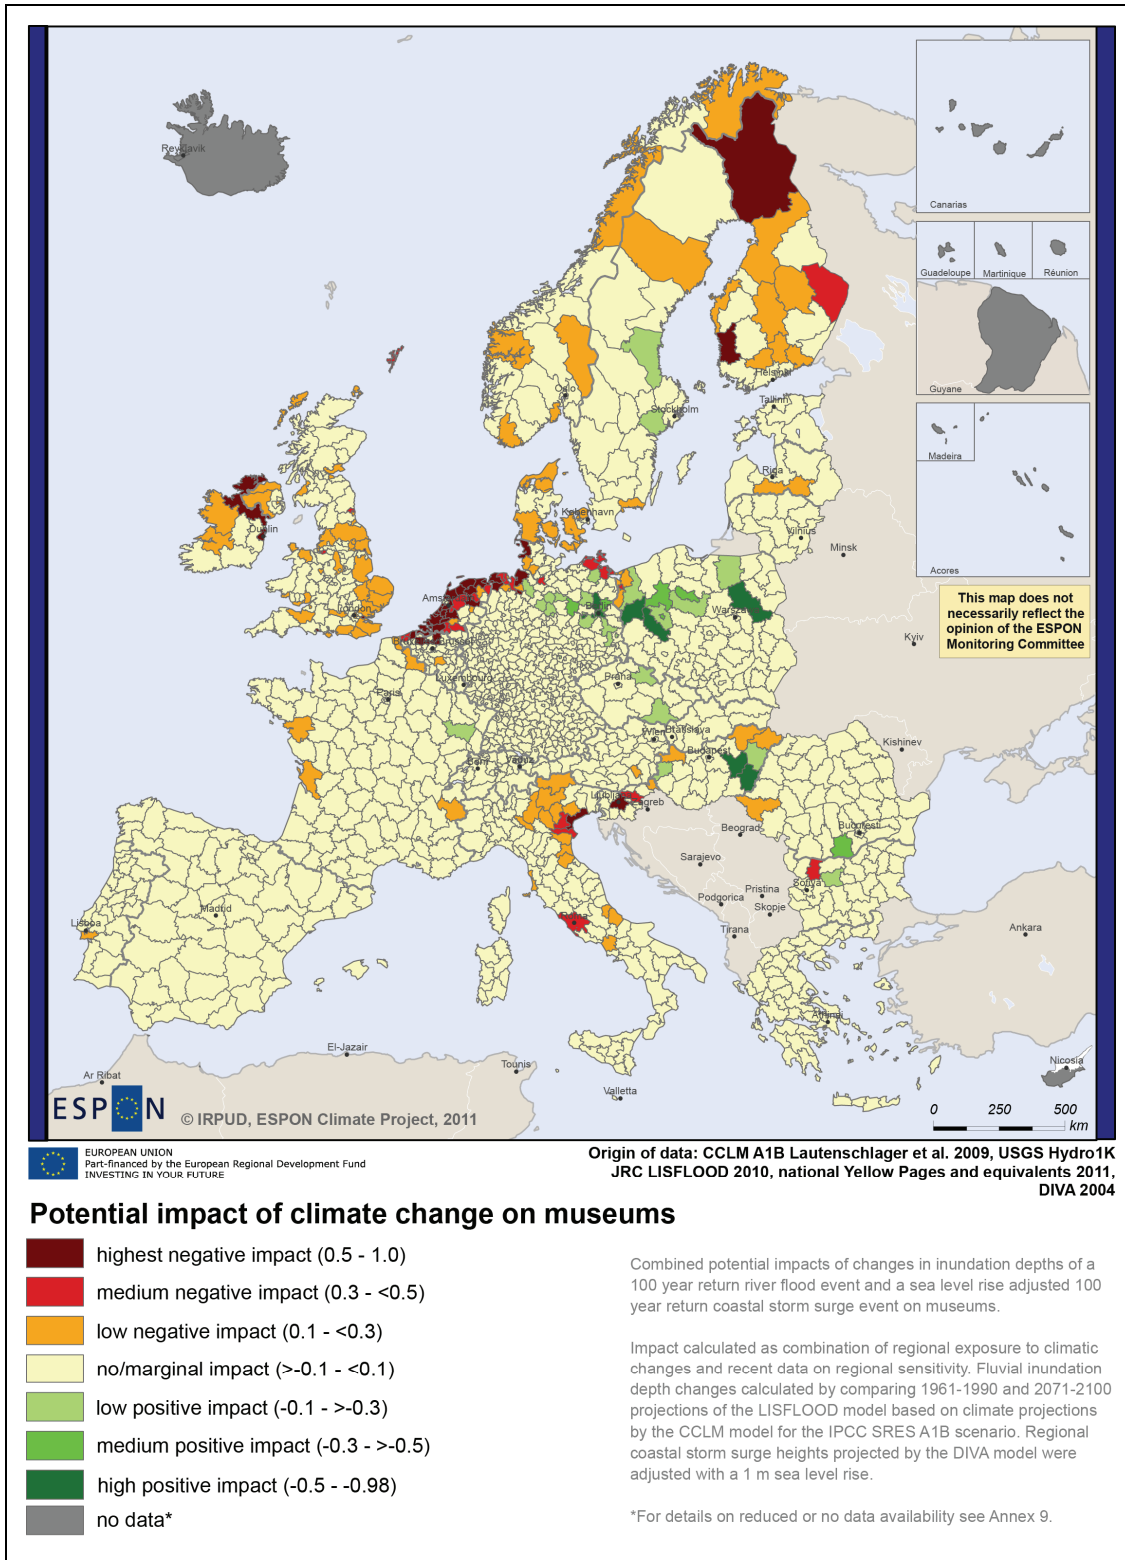 Reykjavik
Canarias
Guadeloupe
Martinique
Réunion
Guyane
Madeira
Acores
This map does not
necessarily reflect the
opinion of the ESPON
Monitoring Committee
Oslo
Helsinki
Stockholm
Tallinn
Riga
København
Vilnius
Minsk
Dublin
London
Berlin
Warszawa
Kyiv
Luxembourg
Praha
Paris
Wien
Bratislava
Budapest
Kishinev
Bern
Vaduz
Ljubljana
Zagreb
Beograd
Bucuresti
Sarajevo
Sofiya
Pristina
Podgorica
Skopje
Tirana
Madrid
Lisboa
Ankara
Athinai
El-Jazair
Tounis
Ar Ribat
Valletta
Nicosia
ESPON
© IRPUD, ESPON Climate Project, 2011
0 250 500
km
EUROPEAN UNION
Part-financed by the European Regional Development Fund
INVESTING IN YOUR FUTURE
Origin of data: CCLM A1B Lautenschlager et al. 2009, USGS Hydro1K
JRC LISFLOOD 2010, national Yellow Pages and equivalents 2011,
DIVA 2004
Potential impact of climate change on museums
highest negative impact (0.5 - 1.0)
medium negative impact (0.3 - <0.5)
low negative impact (0.1 - <0.3)
no/marginal impact (>-0.1 - <0.1)
low positive impact (-0.1 - >-0.3)
medium positive impact (-0.3 - >-0.5)
high positive impact (-0.5 - -0.98)
no data*
Combined potential impacts of changes in inundation depths of a
100 year return river flood event and a sea level rise adjusted 100
year return coastal storm surge event on museums.
Impact calculated as combination of regional exposure to climatic
changes and recent data on regional sensitivity. Fluvial inundation
depth changes calculated by comparing 1961-1990 and 2071-2100
projections of the LISFLOOD model based on climate projections
by the CCLM model for the IPCC SRES A1B scenario. Regional
coastal storm surge heights projected by the DIVA model were
adjusted with a 1 m sea level rise.
*For details on reduced or no data availability see Annex 9.